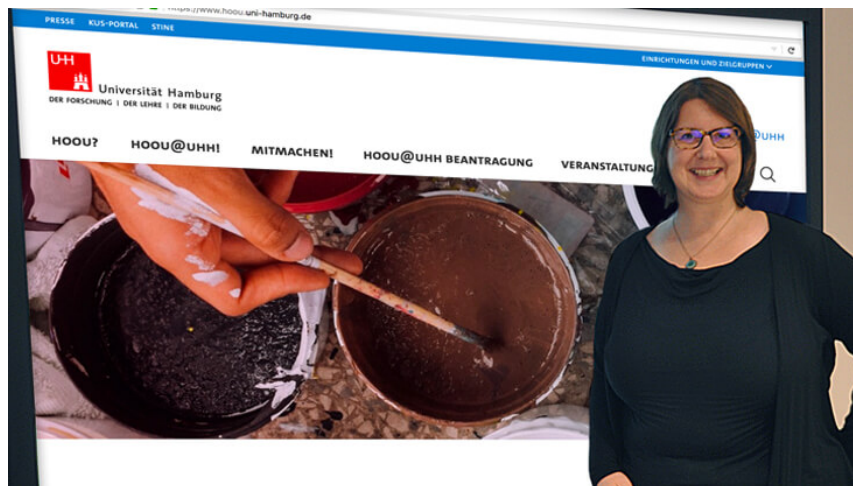 https://www.hoou.uni-hamburg.de
PRESSE KUS-PORTAL STINE
EINRICHTUNGEN UND ZIELGRUPPEN
UH
Universität Hamburg
DER FORSCHUNG | DER LEHRE | DER BILDUNG
@UHH
HOOU? HOOU@UHH! MITMACHEN! HOOU@UHH BEANTRAGUNG VERANSTALTUNG